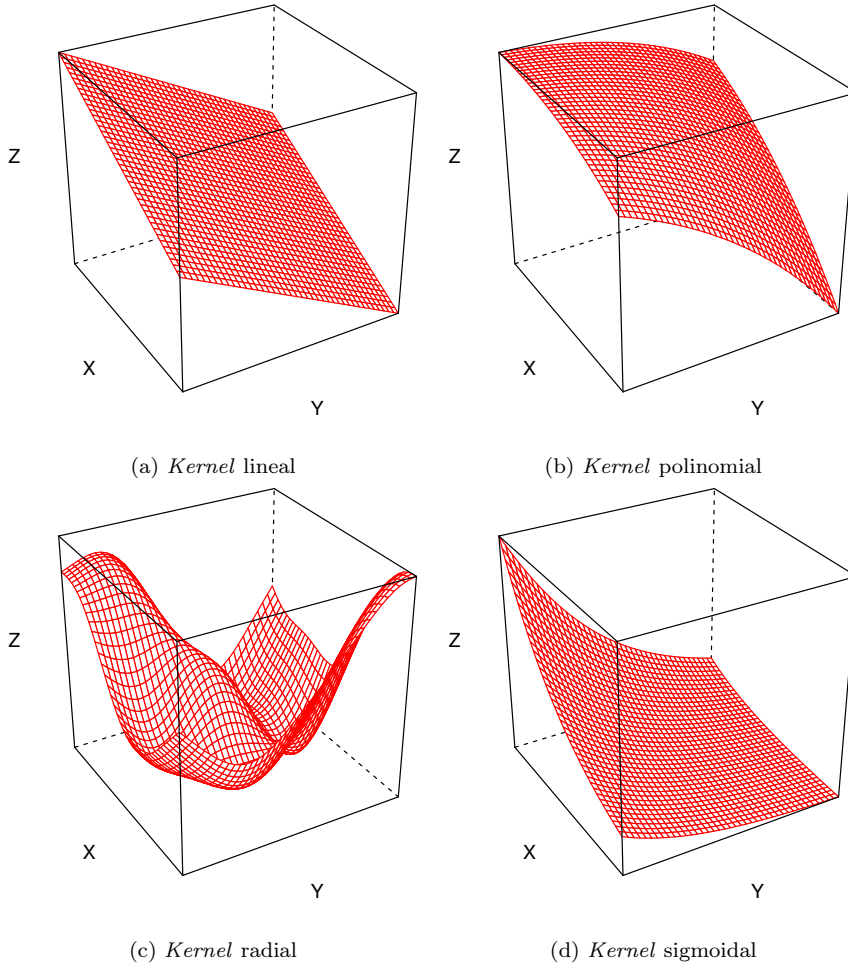 Z
Z
X
X
Y
Y
(a) Kernel lineal
(b) Kernel polinomial
Z
Z
X
X
Y
Y
(c) Kernel radial
(d) Kernel sigmoidal